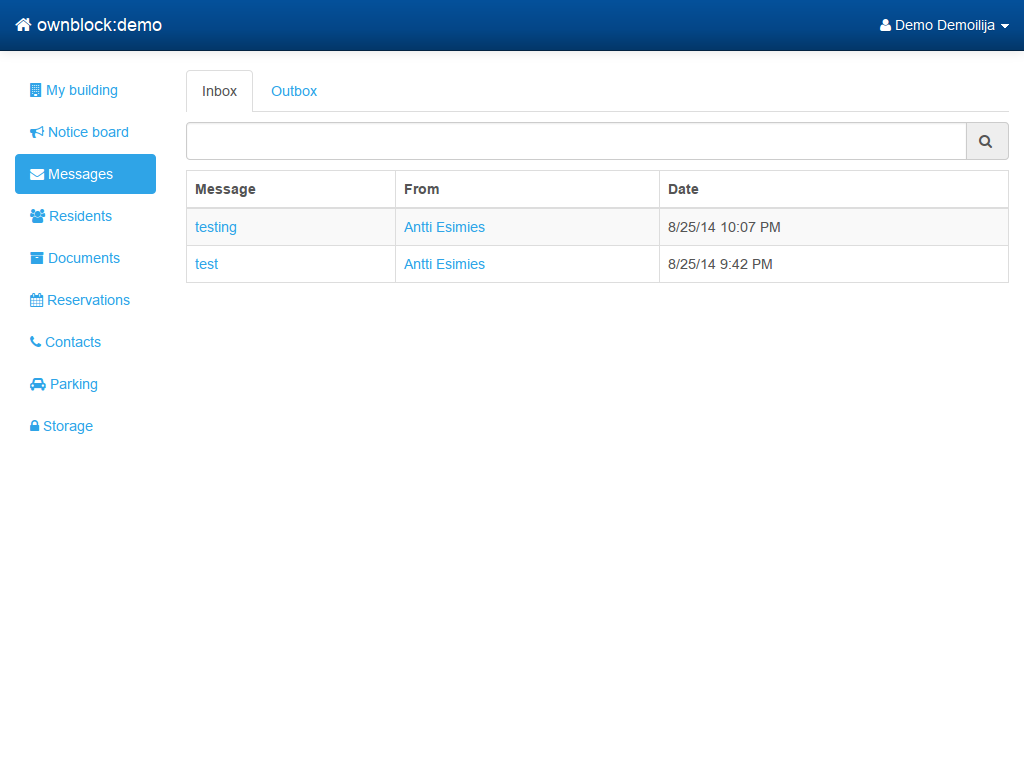 ownblock:demo
Demo Demoilija
My building
Notice board
Messages
Residents
Documents
Reservations
Contacts
Parking
Storage
Inbox Outbox
Message From Date
testing Antti Esimies 8/25/14 10:07 PM
test Antti Esimies 8/25/14 9:42 PM